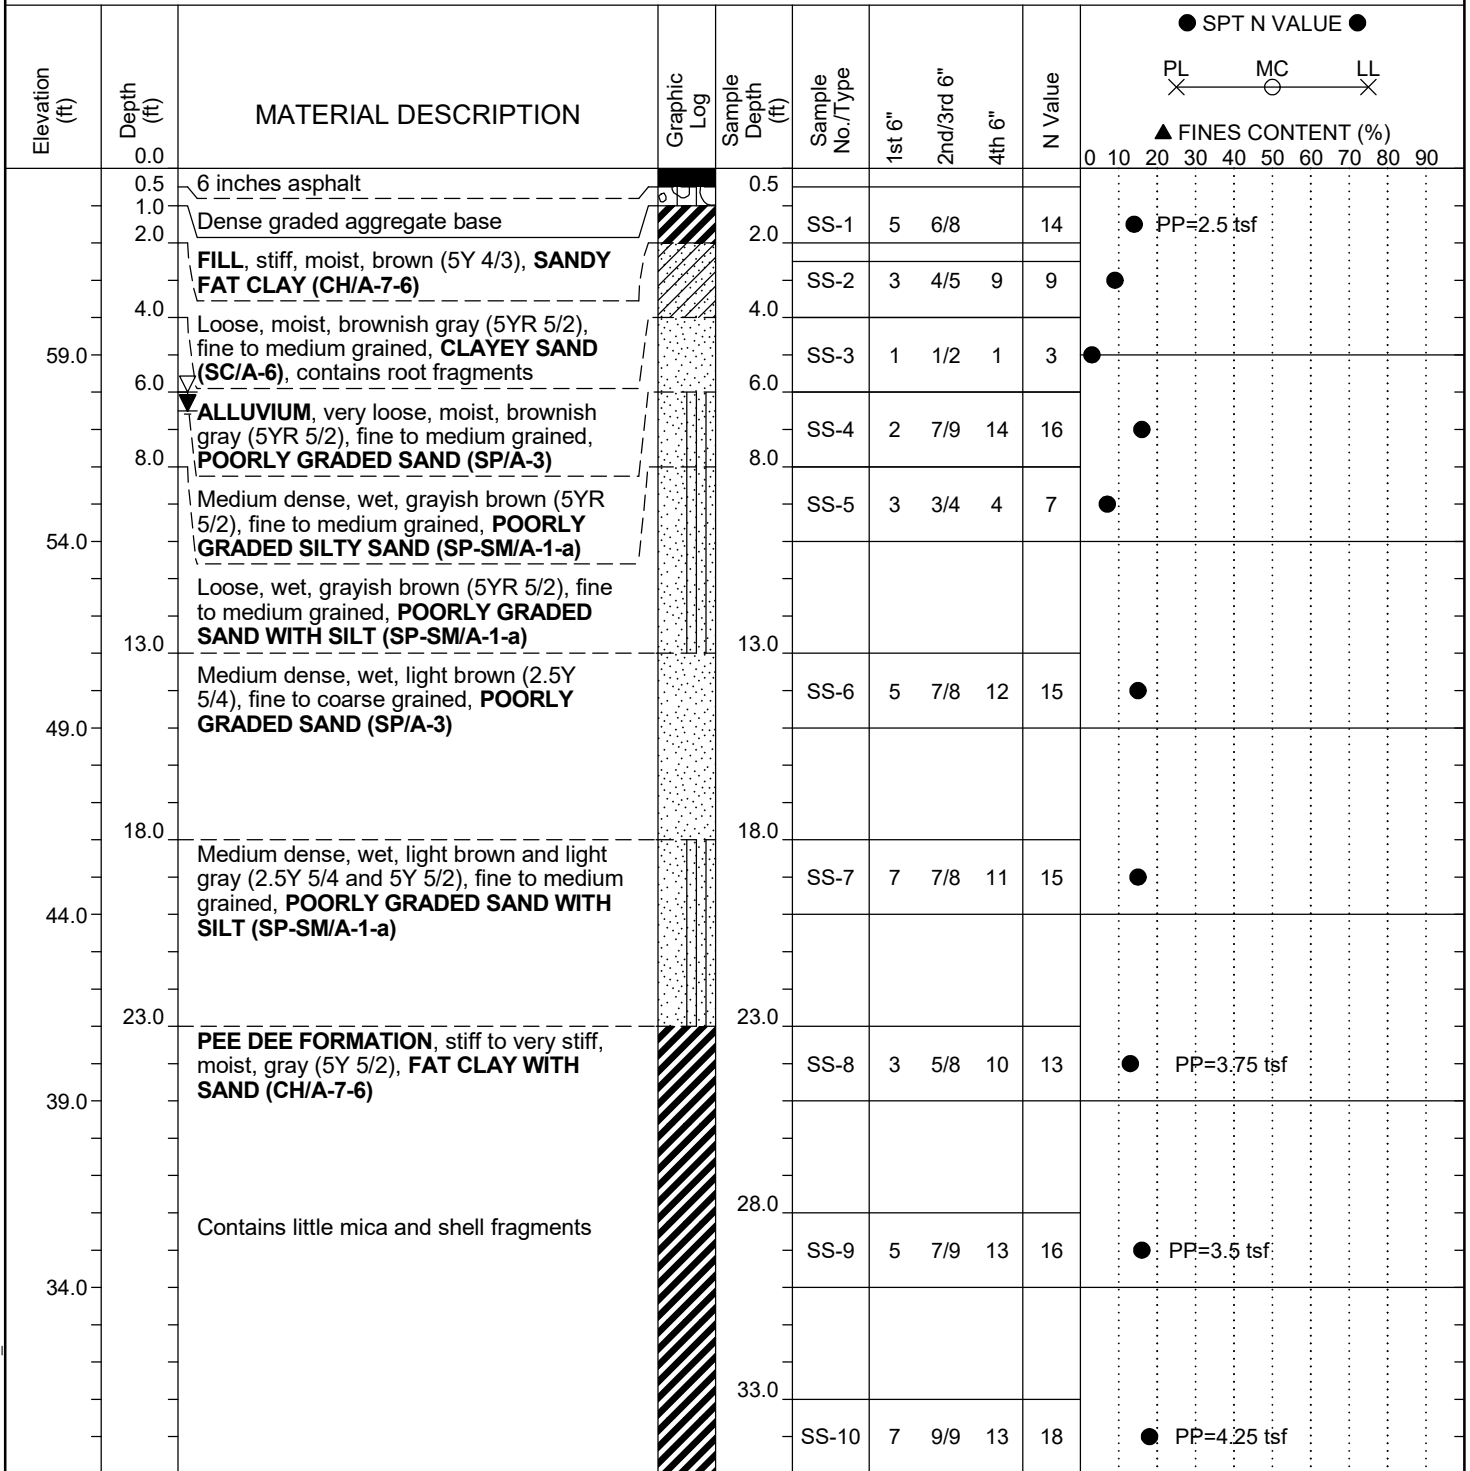 ● SPT N VALUE ●
PL MC LL
▲ FINES CONTENT (%)
0 10 20 30 40 50 60 70 80 90
Elevation (ft)
Depth (ft)
0.0
MATERIAL DESCRIPTION
Graphic Log
Sample Depth (ft)
Sample No./Type
1st 6"
2nd/3rd 6"
4th 6"
N Value
0.5 6 inches asphalt 0.5
1.0 Dense graded aggregate base
SS-1 5 6/8 14 PP=2.5 tsf
2.0 2.0
FILL, stiff, moist, brown (5Y 4/3), SANDY
FAT CLAY (CH/A-7-6)
SS-2 3 4/5 9 9
4.0 4.0
Loose, moist, brownish gray (5YR 5/2),
fine to medium grained, CLAYEY SAND
(SC/A-6), contains root fragments
59.0
SS-3 1 1/2 1 3
6.0 6.0
ALLUVIUM, very loose, moist, brownish
gray (5YR 5/2), fine to medium grained,
POORLY GRADED SAND (SP/A-3)
SS-4 2 7/9 14 16
8.0 8.0
Medium dense, wet, grayish brown (5YR
5/2), fine to medium grained, POORLY
GRADED SILTY SAND (SP-SM/A-1-a)
SS-5 3 3/4 4 7
54.0
Loose, wet, grayish brown (5YR 5/2), fine
to medium grained, POORLY GRADED
SAND WITH SILT (SP-SM/A-1-a)
13.0 13.0
Medium dense, wet, light brown (2.5Y
5/4), fine to coarse grained, POORLY
GRADED SAND (SP/A-3)
SS-6 5 7/8 12 15
49.0
18.0 18.0
Medium dense, wet, light brown and light
gray (2.5Y 5/4 and 5Y 5/2), fine to medium
grained, POORLY GRADED SAND WITH
SILT (SP-SM/A-1-a)
SS-7 7 7/8 11 15
44.0
23.0 23.0
PEE DEE FORMATION, stiff to very stiff,
moist, gray (5Y 5/2), FAT CLAY WITH
SAND (CH/A-7-6)
SS-8 3 5/8 10 13 PP=3.75 tsf
39.0
28.0
Contains little mica and shell fragments
SS-9 5 7/9 13 16 PP=3.5 tsf
34.0
33.0
SS-10 7 9/9 13 18 PP=4.25 tsf